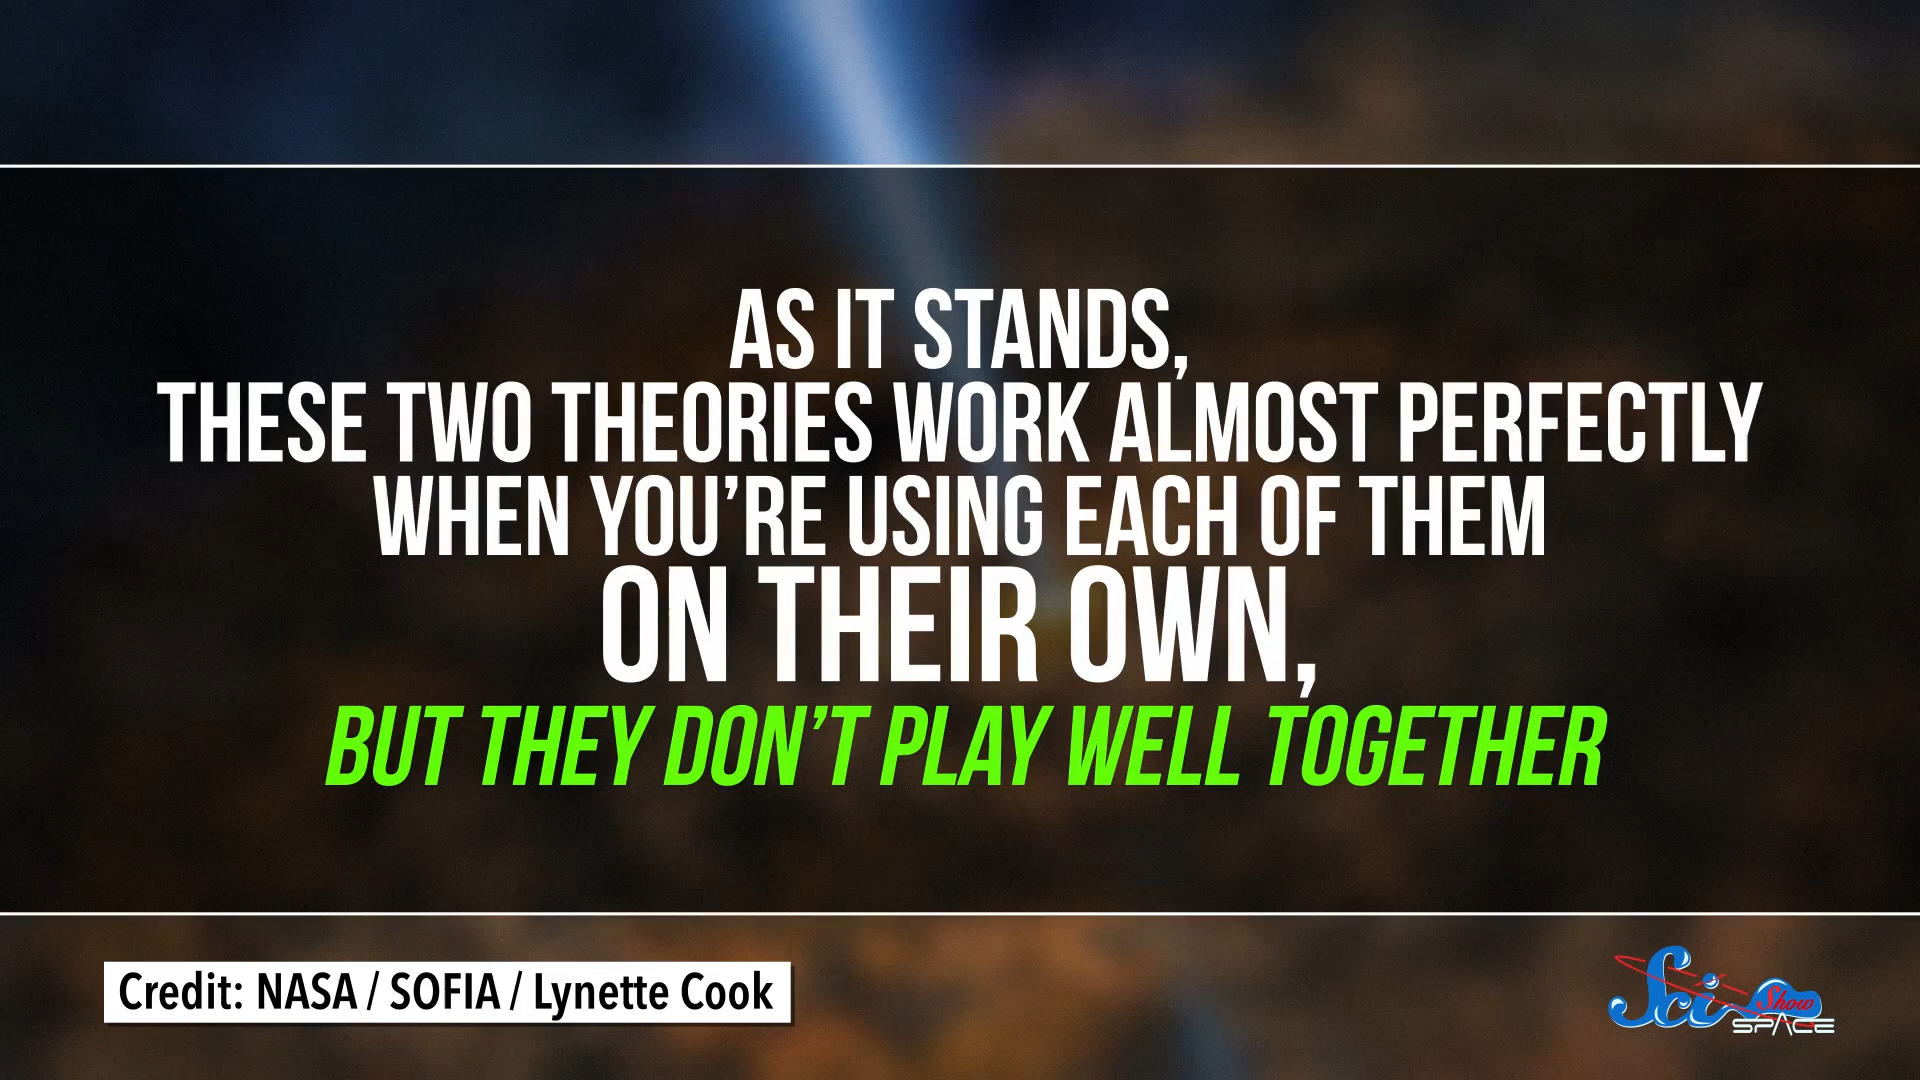 AS IT STANDS,
THESE TWO THEORIES WORK ALMOST PERFECTLY
WHEN YOU’RE USING EACH OF THEM
ON THEIR OWN,
BUT THEY DON’T PLAY WELL TOGETHER
Credit: NASA / SOFIA / Lynette Cook
Sci Show
SPACE